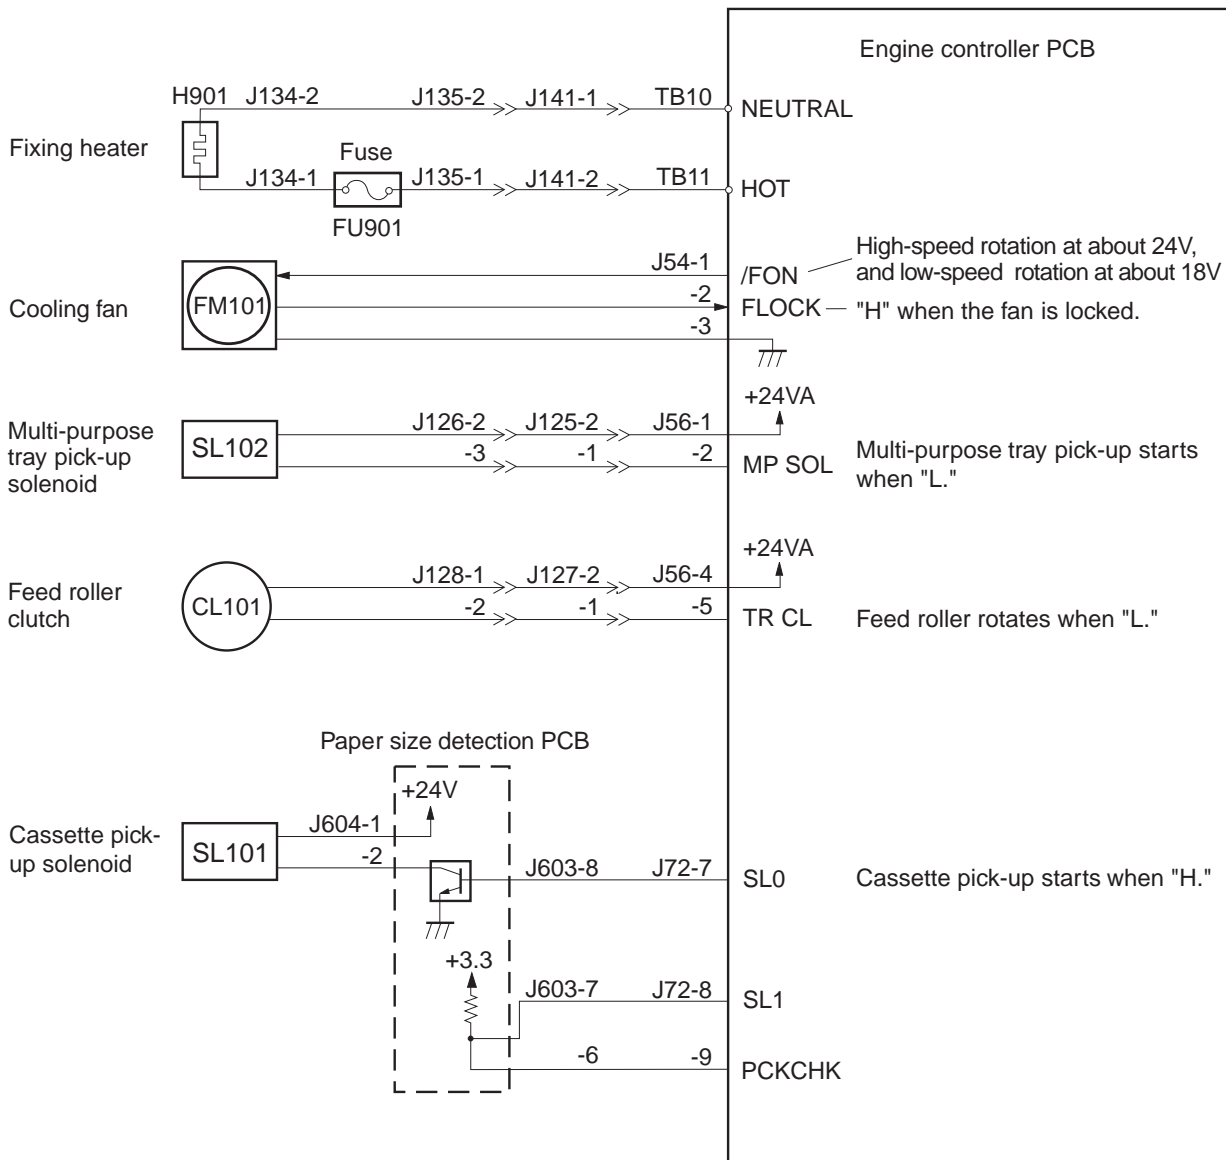 Engine controller PCB
H901 J134-2 J135-2 J141-1 TB10 NEUTRAL
Fixing heater
Fuse
J134-1 J135-1 J141-2 TB11 HOT
FU901
J54-1 /FON High-speed rotation at about 24V,
and low-speed rotation at about 18V
Cooling fan FM101 -2 FLOCK "H" when the fan is locked.
-3
+24VA
Multi-purpose
tray pick-up
solenoid
SL102 J126-2 J125-2 J56-1
-3 -1 -2 MP SOL
Multi-purpose tray pick-up starts
when "L."
+24VA
Feed roller
clutch
CL101 J128-1 J127-2 J56-4
-2 -1 -5 TR CL Feed roller rotates when "L."
Paper size detection PCB
+24V
Cassette pick-
up solenoid
SL101 J604-1
-2 J603-8 J72-7 SL0 Cassette pick-up starts when "H."
+3.3
J603-7 J72-8 SL1
-6 -9 PCKCHK